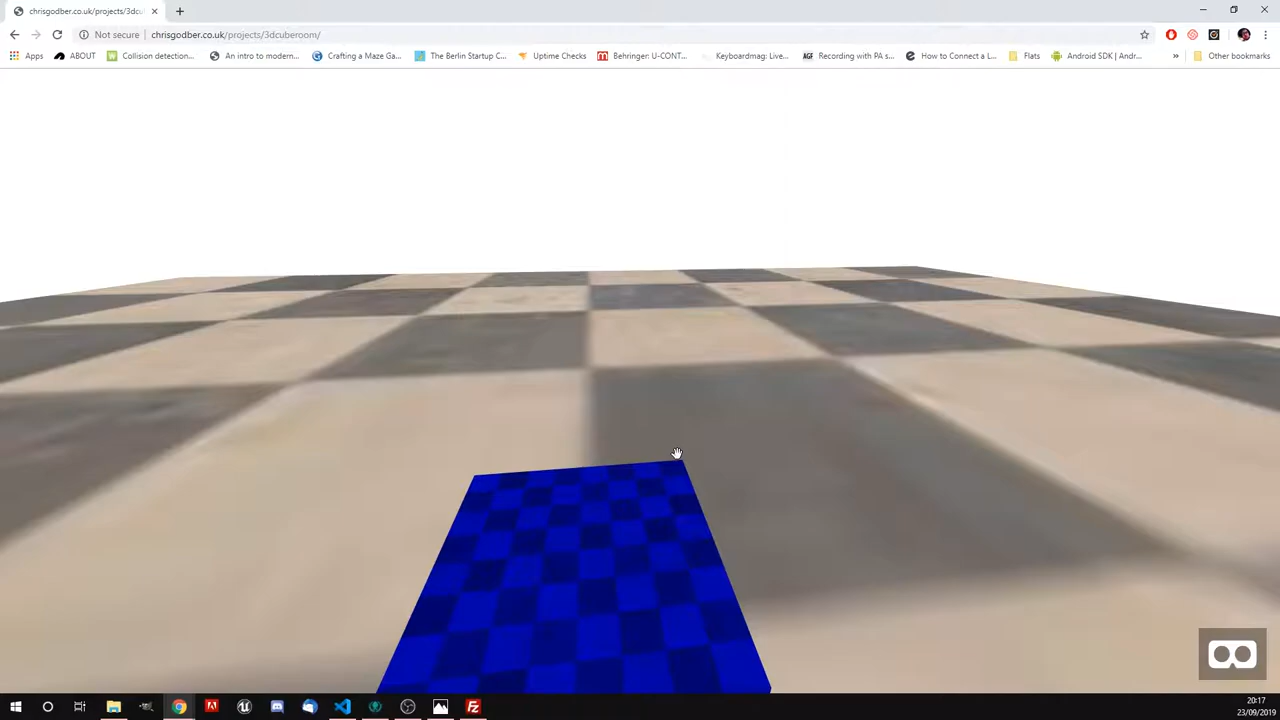 chrisgodber.co.uk/projects/3dcu
Not secure chrisgodber.co.uk/projects/3dcuberoom/
Apps ABOUT Collision detection... An intro to modern... Crafting a Maze Ga... The Berlin Startup C... Uptime Checks Behringer: U-CONT... Keyboardmag: Live... AGF Recording with PA s... How to Connect a L... Flats Android SDK | Andr... » Other bookmarks
20:17
23/09/2019